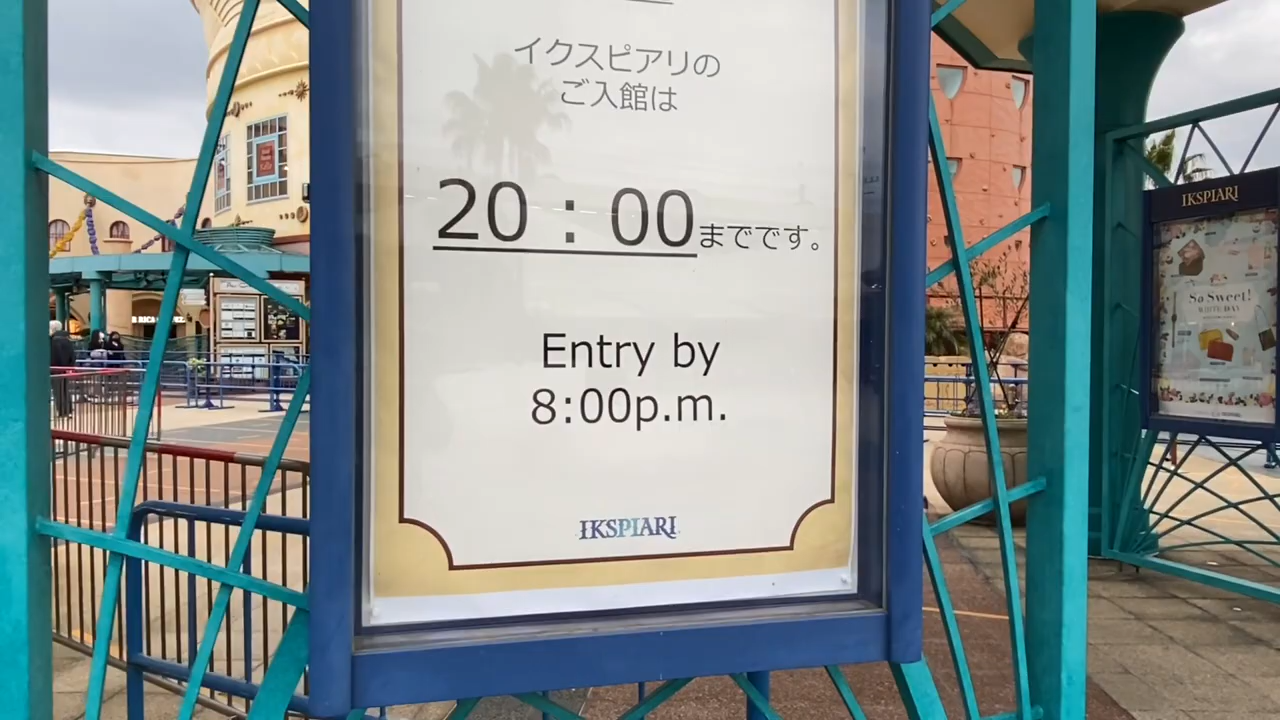 イクスピアリの
ご入館は
20：00までです。
Entry by
8:00p.m.
IKSPIARI
IKSPIARI
So Sweet!
WHITE DAY